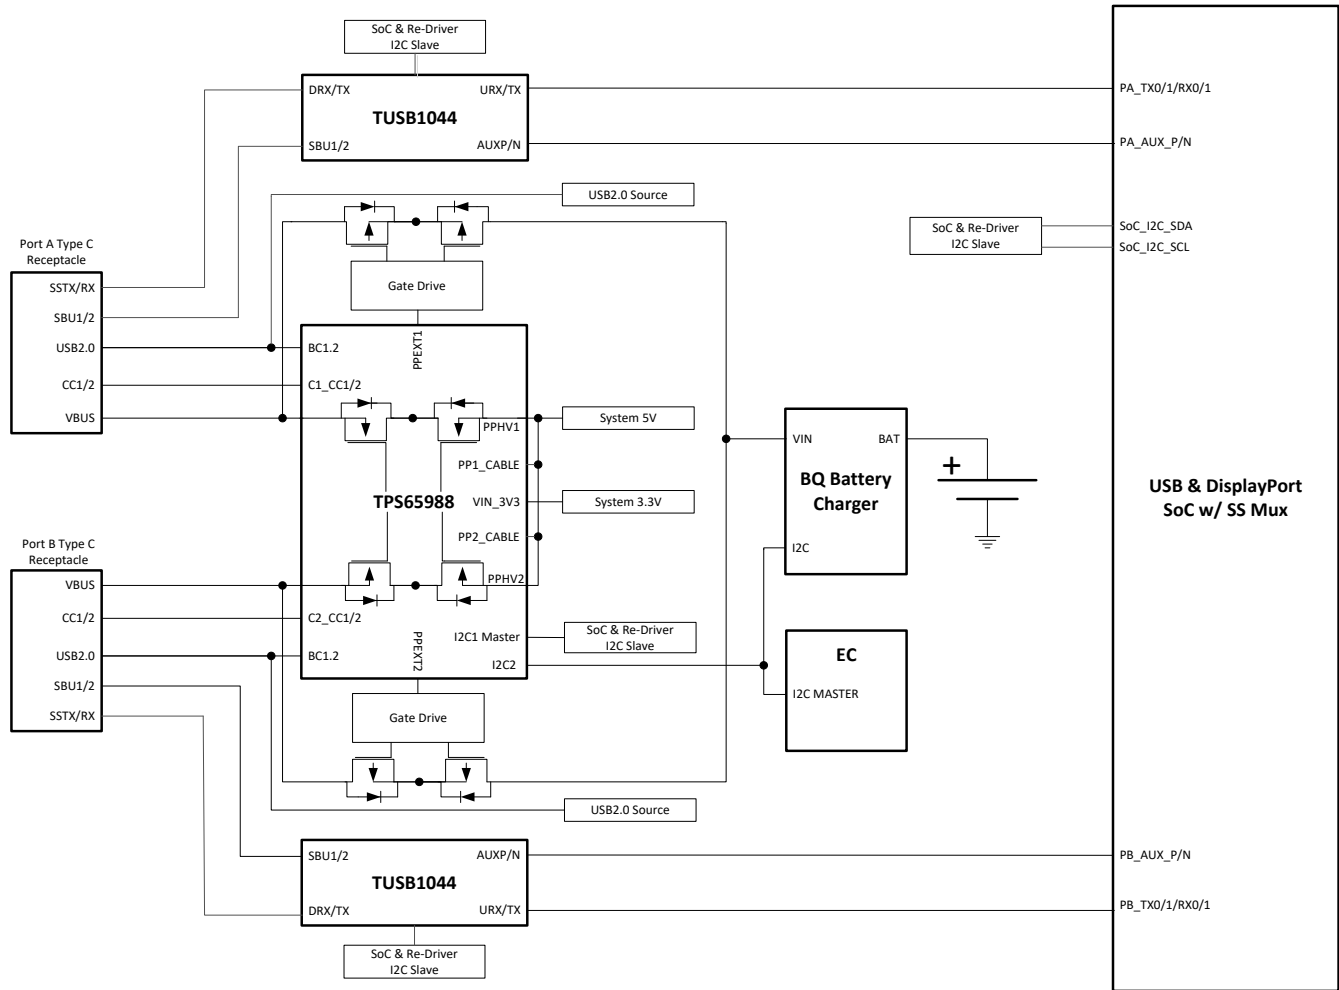 SoC & Re-Driver
I2C Slave
DRX/TX
URX/TX
TUSB1044
SBU1/2
AUXP/N
PA_TX0/1/RX0/1
PA_AUX_P/N
USB2.0 Source
SoC & Re-Driver
I2C Slave
SoC_I2C_SDA
SoC_I2C_SCL
Port A Type C
Receptacle
SSTX/RX
SBU1/2
USB2.0
CC1/2
VBUS
Gate Drive
PPEXT1
BC1.2
C1_CC1/2
PPHV1
System 5V
PP1_CABLE
TPS65988
VIN_3V3
System 3.3V
PP2_CABLE
PPHV2
C2_CC1/2
I2C1 Master
SoC & Re-Driver
I2C Slave
BC1.2
PPEXT2
I2C2
VIN
BAT
BQ Battery
Charger
I2C
+
EC
I2C MASTER
USB & DisplayPort
SoC w/ SS Mux
Port B Type C
Receptacle
VBUS
CC1/2
USB2.0
SBU1/2
SSTX/RX
Gate Drive
USB2.0 Source
SBU1/2
AUXP/N
TUSB1044
DRX/TX
URX/TX
PB_AUX_P/N
PB_TX0/1/RX0/1
SoC & Re-Driver
I2C Slave